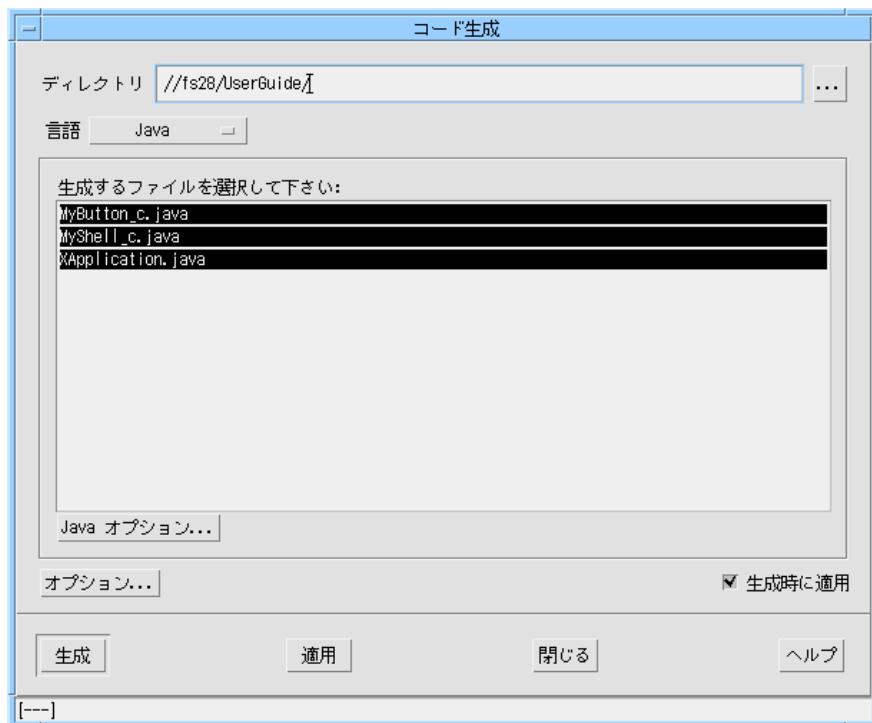 コード生成
ディレクトリ //fs28/UserGuide/ ...
言語 Java
生成するファイルを選択して下さい:
MyButton_c.java
MyShell_c.java
XApplication.java
Java オプション...
オプション... 生成時に適用
生成 適用 閉じる ヘルプ
[---]